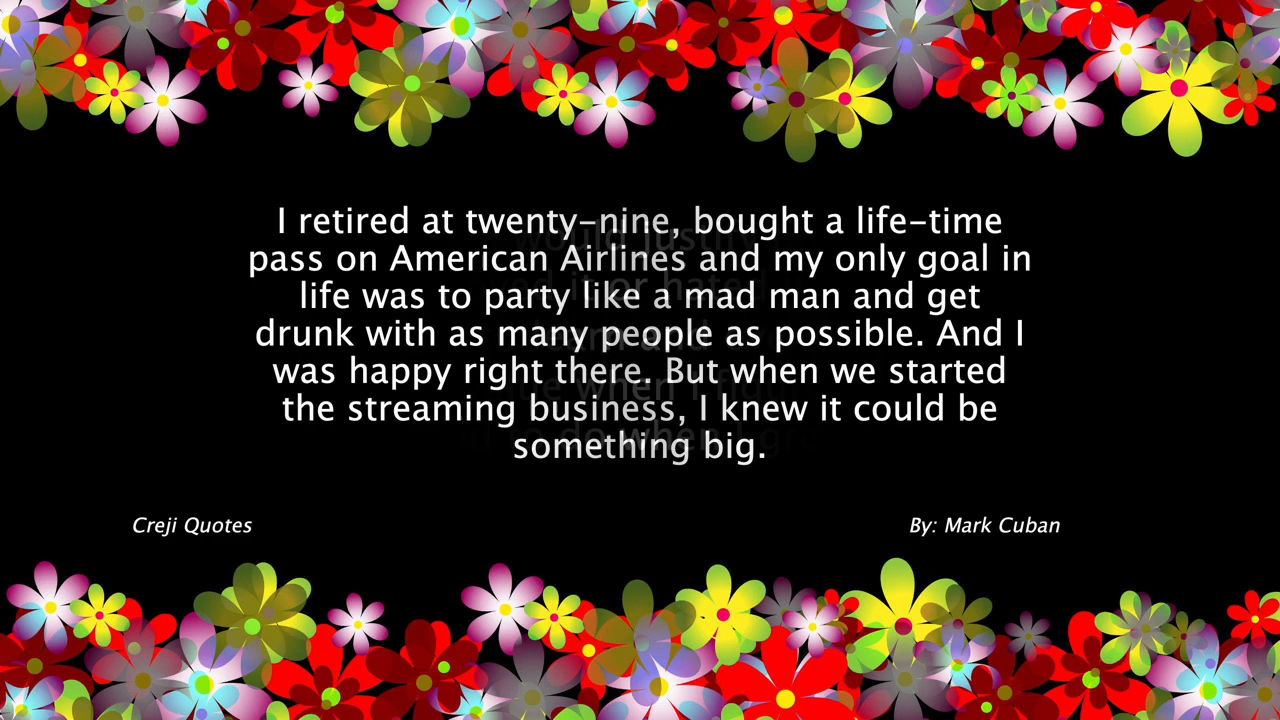 I retired at twenty-nine, bought a life-time
pass on American Airlines and my only goal in
life was to party like a mad man and get
drunk with as many people as possible. And I
was happy right there. But when we started
the streaming business, I knew it could be
something big.
Creji Quotes
By: Mark Cuban